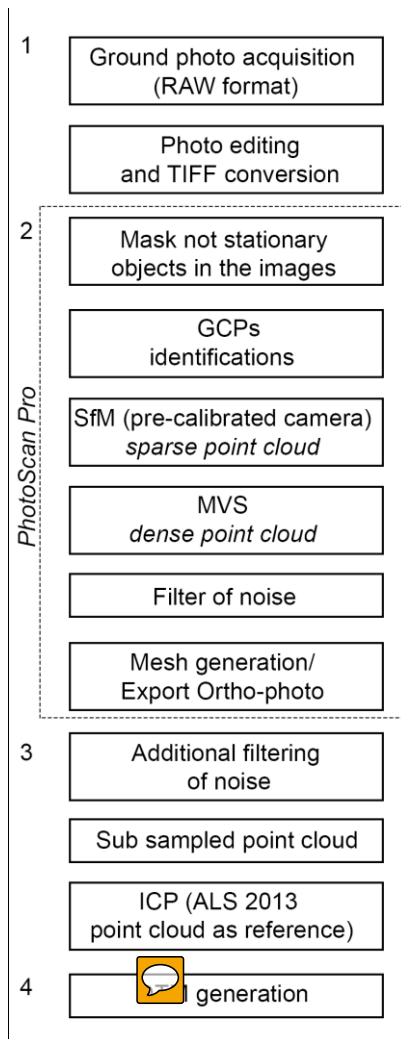 1
Ground photo acquisition
(RAW format)
Photo editing
and TIFF conversion
2
PhotoScan Pro
Mask not stationary
objects in the images
GCPs
identifications
SfM (pre-calibrated camera)
sparse point cloud
MVS
dense point cloud
Filter of noise
Mesh generation/
Export Ortho-photo
3
Additional filtering
of noise
Sub sampled point cloud
ICP (ALS 2013
point cloud as reference)
4
generation